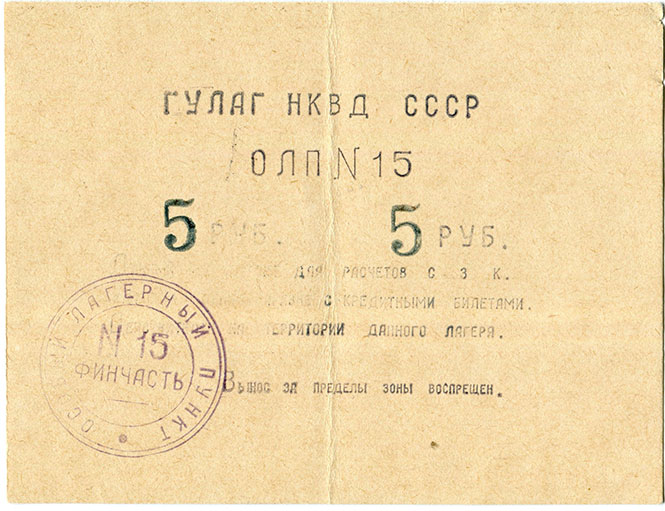 ГУЛАГ НКВД СССР
ОЛП N 15
5 РУБ. 5 РУБ.
ДЛЯ РАСЧЕТОВ С З К.
С КРЕДИТНЫМИ БИЛЕТАМИ.
НА ТЕРРИТОРИИ ДАННОГО ЛАГЕРЯ.
ВЫНОС ЗА ПРЕДЕЛЫ ЗОНЫ ВОСПРЕЩЕН.
ЛАГЕРНЫЙ ПУНКТ
N 15
ФИНЧАСТЬ